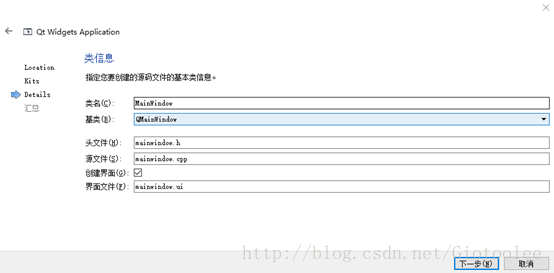 Qt Widgets Application
类信息
Location
指定您要创建的源码文件的基本类信息。
Kits
Details
汇总
类名(C): MainWindow
基类(B): QMainWindow
头文件(H): mainwindow.h
源文件(S): mainwindow.cpp
创建界面(G):
界面文件(F): mainwindow.ui
http://blog.csdn.net/Giotoolee
下一步(N) 取消